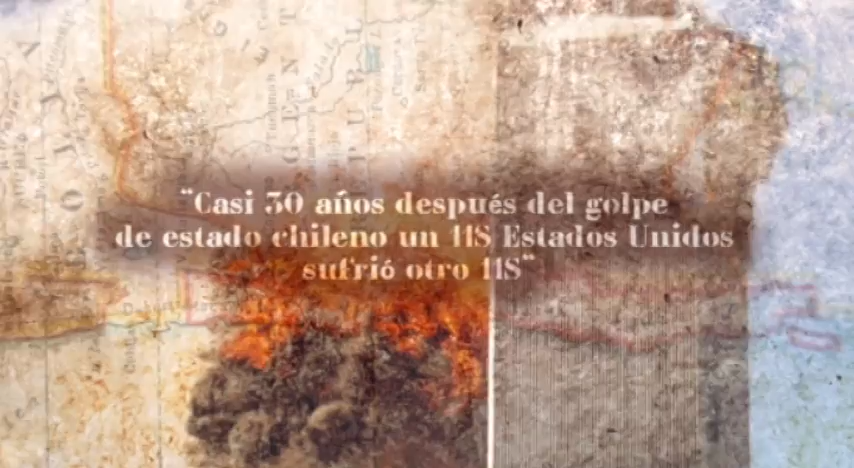 “Casi 30 años después del golpe
de estado chileno un 11S Estados Unidos
sufrió otro 11S”